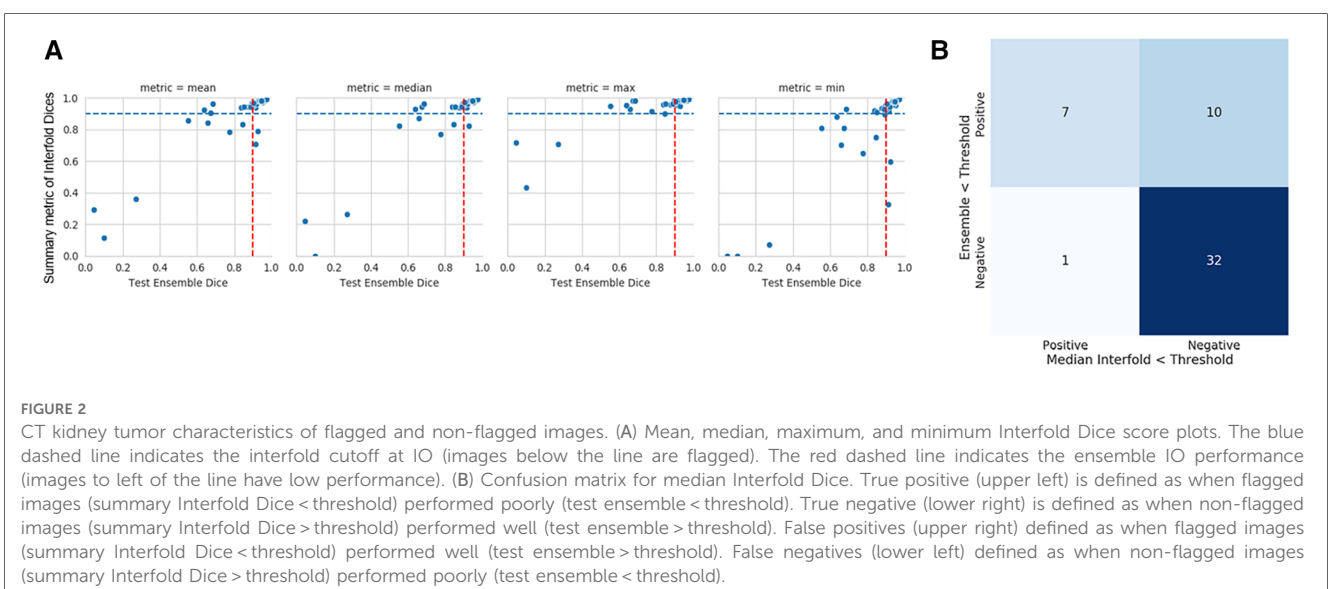 A
B
metric = mean
metric = median
metric = max
metric = min
Summary metric of Interfold Dices
1.0
0.8
0.6
0.4
0.2
0.0
0.0 0.2 0.4 0.6 0.8 1.0
0.0 0.2 0.4 0.6 0.8 1.0
0.0 0.2 0.4 0.6 0.8 1.0
0.0 0.2 0.4 0.6 0.8 1.0
Test Ensemble Dice
Test Ensemble Dice
Test Ensemble Dice
Test Ensemble Dice
Ensemble < Threshold
Positive
7 10
Negative
1 32
Positive Negative
Median Interfold < Threshold
FIGURE 2
CT kidney tumor characteristics of flagged and non-flagged images. (A) Mean, median, maximum, and minimum Interfold Dice score plots. The blue
dashed line indicates the interfold cutoff at IO (images below the line are flagged). The red dashed line indicates the ensemble IO performance
(images to left of the line have low performance). (B) Confusion matrix for median Interfold Dice. True positive (upper left) is defined as when flagged
images (summary Interfold Dice < threshold) performed poorly (test ensemble < threshold). True negative (lower right) is defined as when non-flagged
images (summary Interfold Dice > threshold) performed well (test ensemble > threshold). False positives (upper right) defined as when flagged images
(summary Interfold Dice < threshold) performed well (test ensemble > threshold). False negatives (lower left) defined as when non-flagged images
(summary Interfold Dice > threshold) performed poorly (test ensemble < threshold).